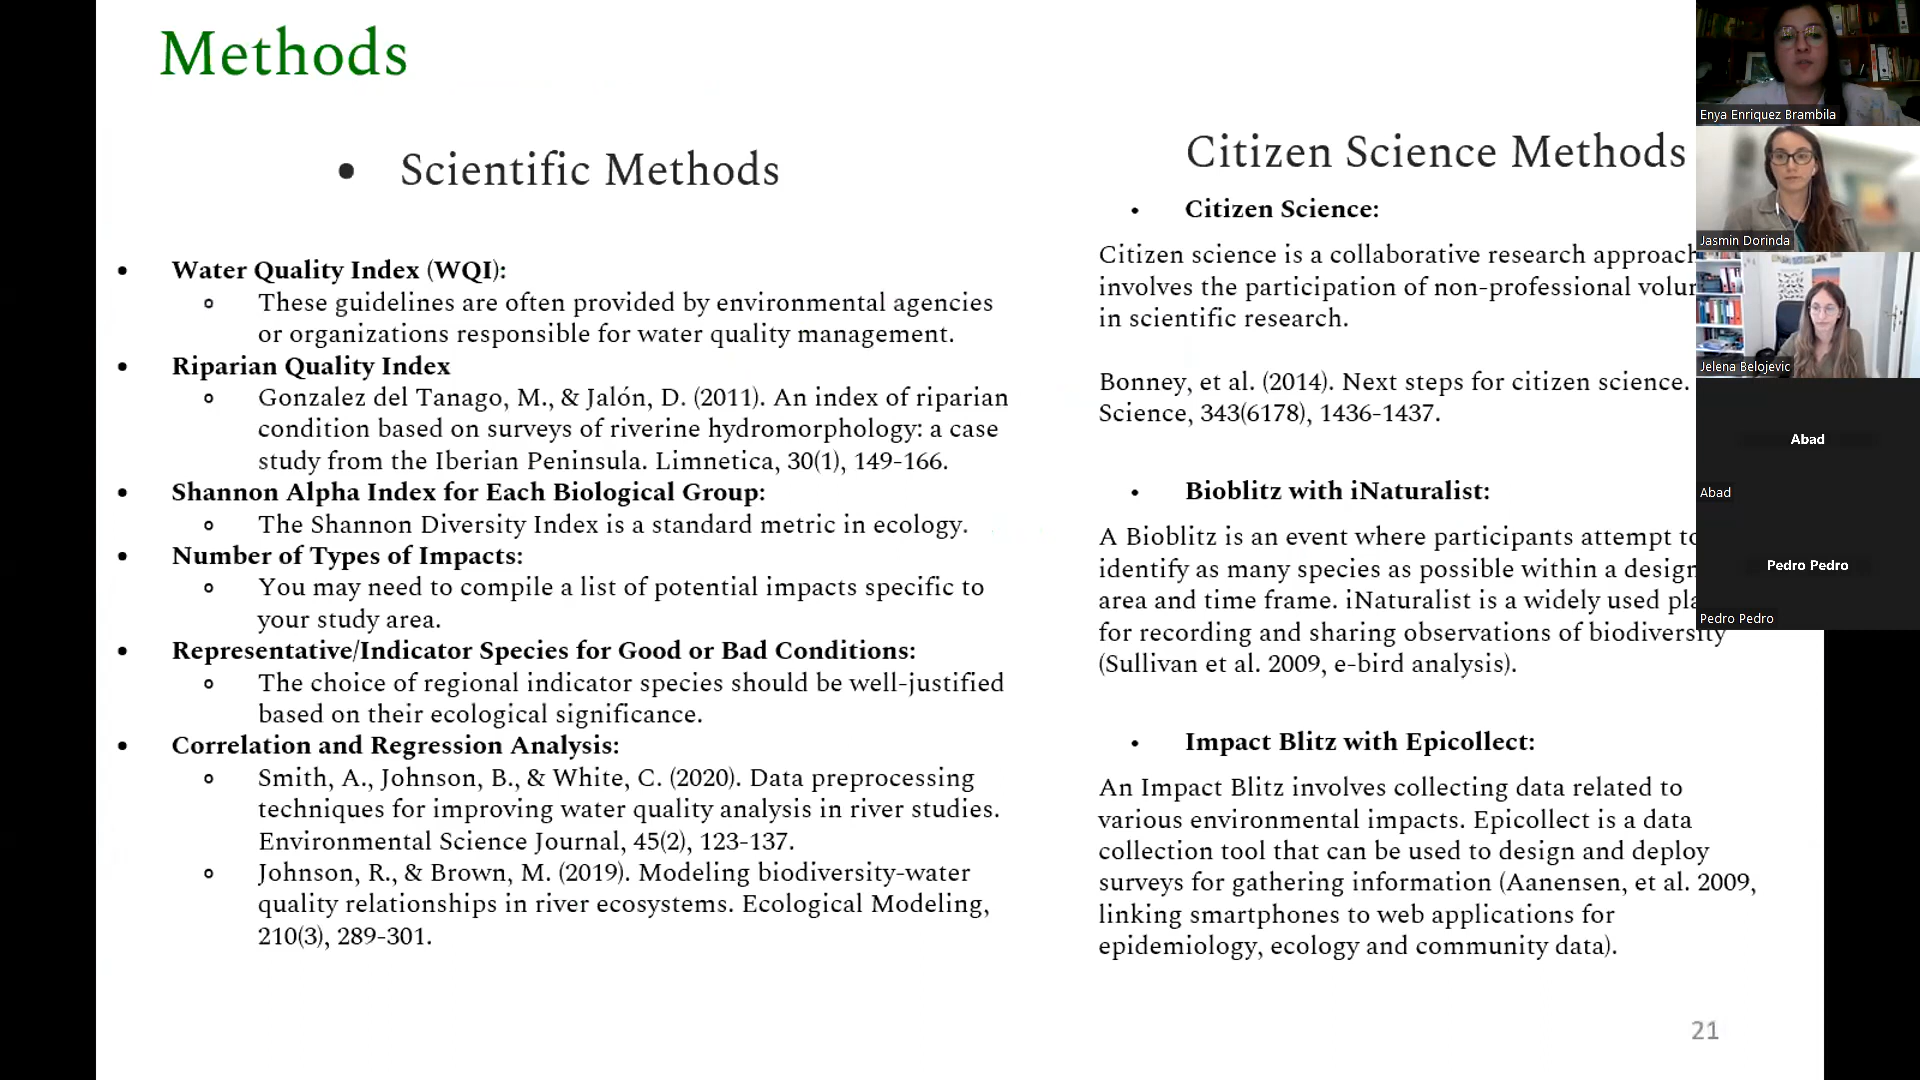 Methods
• Scientific Methods
• Water Quality Index (WQI):
∘ These guidelines are often provided by environmental agencies
or organizations responsible for water quality management.
• Riparian Quality Index
∘ Gonzalez del Tanago, M., & Jalón, D. (2011). An index of riparian
condition based on surveys of riverine hydromorphology: a case
study from the Iberian Peninsula. Limnetica, 30(1), 149-166.
• Shannon Alpha Index for Each Biological Group:
∘ The Shannon Diversity Index is a standard metric in ecology.
• Number of Types of Impacts:
∘ You may need to compile a list of potential impacts specific to
your study area.
• Representative/Indicator Species for Good or Bad Conditions:
∘ The choice of regional indicator species should be well-justified
based on their ecological significance.
• Correlation and Regression Analysis:
∘ Smith, A., Johnson, B., & White, C. (2020). Data preprocessing
techniques for improving water quality analysis in river studies.
Environmental Science Journal, 45(2), 123-137.
∘ Johnson, R., & Brown, M. (2019). Modeling biodiversity-water
quality relationships in river ecosystems. Ecological Modeling,
210(3), 289-301.
Citizen Science Methods
• Citizen Science:
Citizen science is a collaborative research approach
involves the participation of non-professional
in scientific research.
Bonney, et al. (2014). Next steps for citizen science.
Science, 343(6178), 1436-1437.
• Bioblitz with iNaturalist:
A Bioblitz is an event where participants attempt to
identify as many species as possible within a
area and time frame. iNaturalist is a widely used
for recording and sharing observations of biodiversity
(Sullivan et al. 2009, e-bird analysis).
• Impact Blitz with Epicollect:
An Impact Blitz involves collecting data related to
various environmental impacts. Epicollect is a data
collection tool that can be used to design and deploy
surveys for gathering information (Aanensen, et al. 2009,
linking smartphones to web applications for
epidemiology, ecology and community data).
21
Enya Enriquez Brambila
Jasmin Dorinda
Jelena Belojevic
Abad
Abad
Pedro Pedro
Pedro Pedro